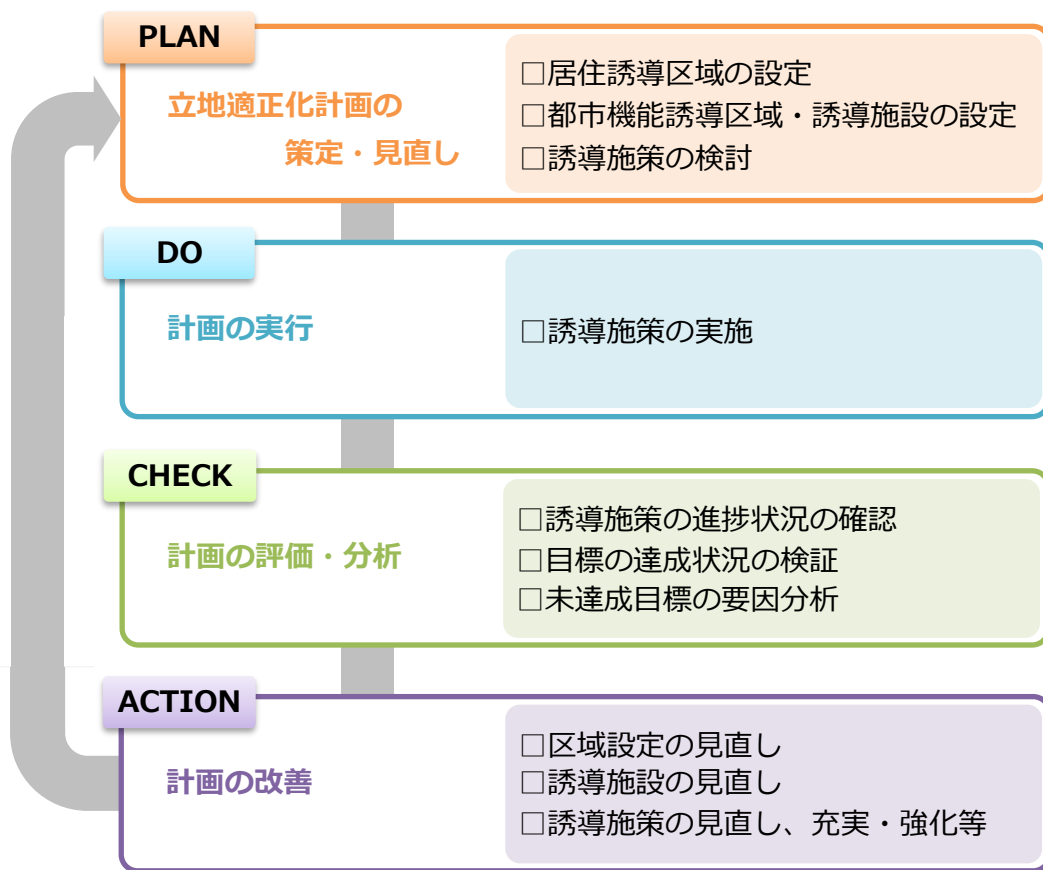 PLAN
立地適正化計画の
策定・見直し
□居住誘導区域の設定
□都市機能誘導区域・誘導施設の設定
□誘導施策の検討
DO
計画の実行
□誘導施策の実施
CHECK
計画の評価・分析
□誘導施策の進捗状況の確認
□目標の達成状況の検証
□未達成目標の要因分析
ACTION
計画の改善
□区域設定の見直し
□誘導施設の見直し
□誘導施策の見直し、充実・強化等